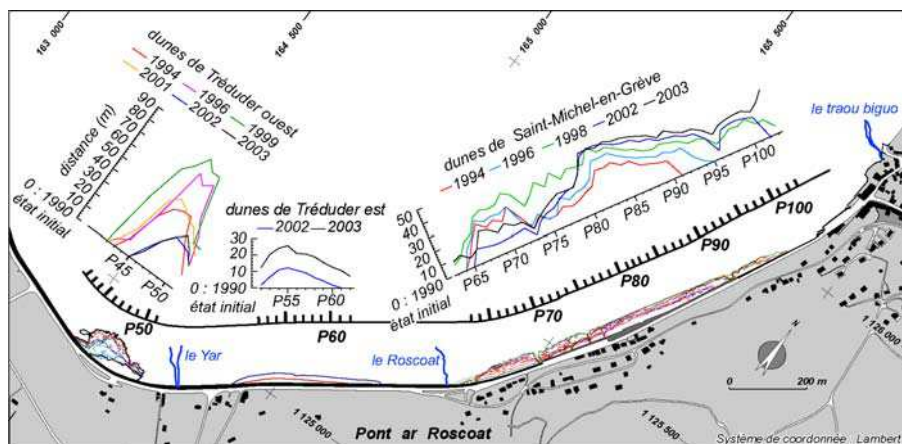 163 000
164 500
165 000
165 500
dunes de Tréduder ouest
1994
1996
1999
2001
2002
2003
distance (m)
90
80
70
60
50
40
30
20
10
0 : 1990
état initial
P45
P50
dunes de Tréduder est
2002
2003
30
20
10
0 : 1990
état initial
P55
P60
dunes de Saint-Michel-en-Grève
1994
1996
1998
2002
2003
50
40
30
20
10
0 : 1990
état initial
P65
P70
P75
P80
P85
P90
P95
P100
le traou biguo
P50
P60
P70
P80
P90
P100
le Yar
le Roscoat
Pont ar Roscoat
1 125 000
1 126 000
N
0 200 m
Système de coordonnée Lambert